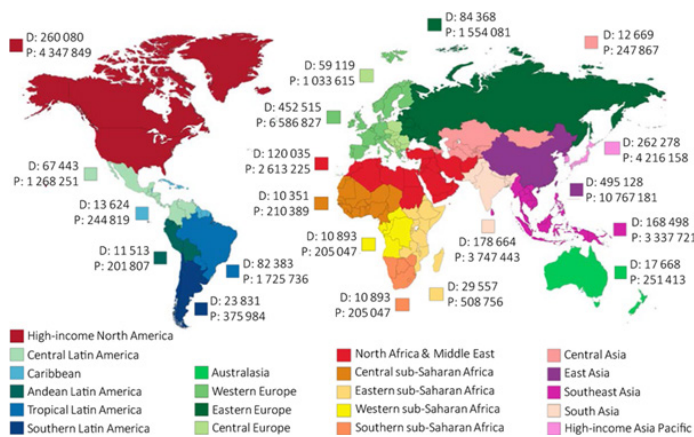 D: 260 080
P: 4 347 849
D: 84 368
P: 1 554 081
D: 12 669
P: 247 867
D: 59 119
P: 1 033 615
D: 452 515
P: 6 586 827
D: 262 278
P: 4 216 158
D: 67 443
P: 1 268 251
D: 120 035
P: 2 613 225
D: 495 128
P: 10 767 181
D: 13 624
P: 244 819
D: 10 351
P: 210 389
D: 168 498
P: 3 337 721
D: 11 513
P: 201 807
D: 82 383
P: 1 725 736
D: 10 893
P: 205 047
D: 178 664
P: 3 747 443
D: 17 668
P: 251 413
D: 23 831
P: 375 984
D: 10 893
P: 205 047
D: 29 557
P: 508 756
High-income North America
Central Latin America
Caribbean
Andean Latin America
Tropical Latin America
Southern Latin America
Australasia
Western Europe
Eastern Europe
Central Europe
North Africa & Middle East
Central sub-Saharan Africa
Eastern sub-Saharan Africa
Western sub-Saharan Africa
Southern sub-Saharan Africa
Central Asia
East Asia
Southeast Asia
South Asia
High-income Asia Pacific